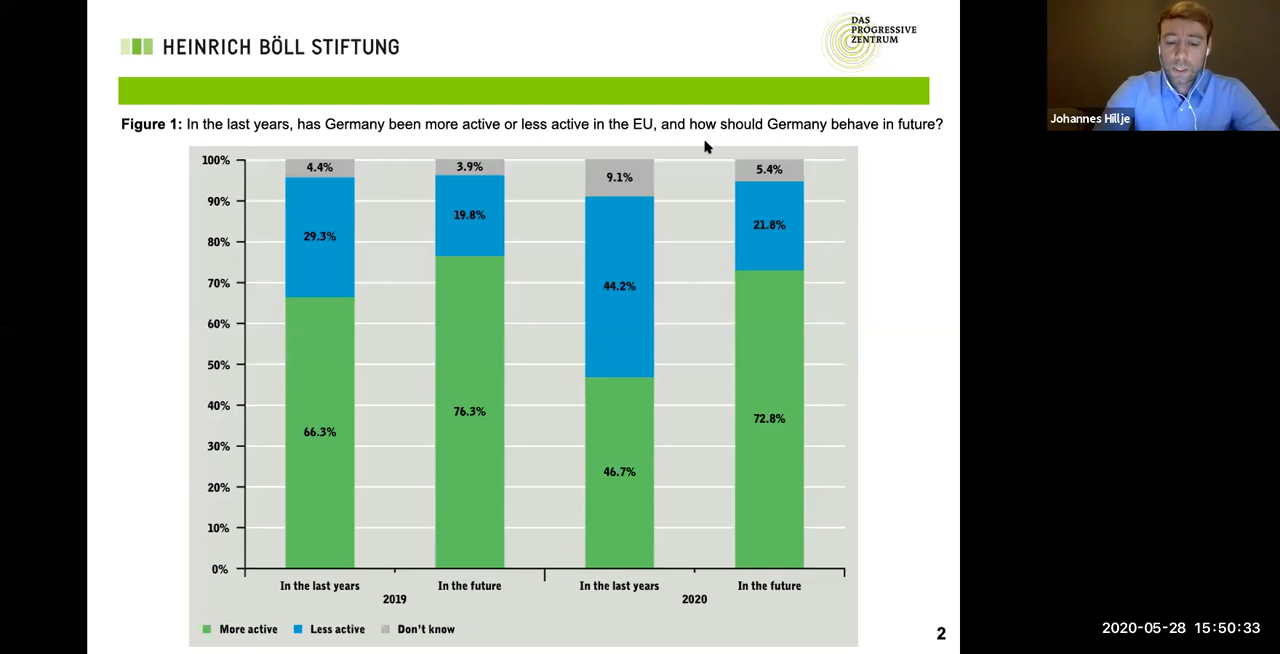 HEINRICH BÖLL STIFTUNG
DAS
PROGRESSIVE
ZENTRUM
Johannes Hillje
Figure 1: In the last years, has Germany been more active or less active in the EU, and how should Germany behave in future?
100%
90%
80%
70%
60%
50%
40%
30%
20%
10%
0%
4.4%
29.3%
66.3%
3.9%
19.8%
76.3%
9.1%
44.2%
46.7%
5.4%
21.8%
72.8%
In the last years
In the future
In the last years
In the future
2019
2020
More active
Less active
Don't know
2
2020-05-28 15:50:33